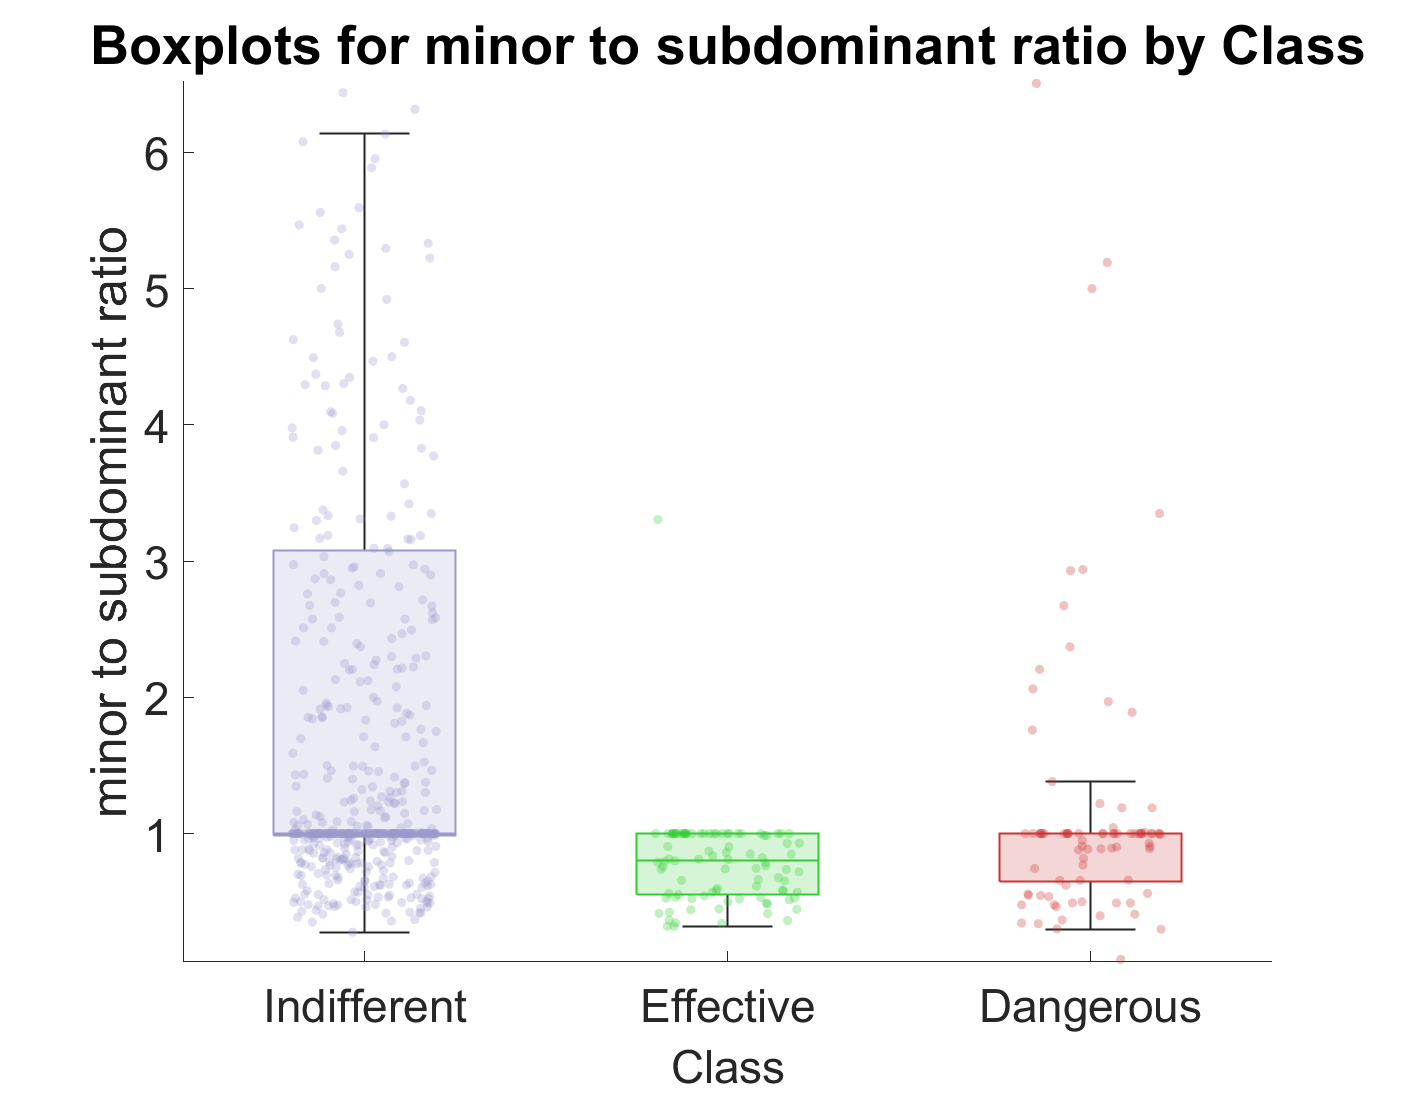 Boxplots for minor to subdominant ratio by Class
minor to subdominant ratio
6
5
4
3
2
1
Indifferent Effective Dangerous
Class